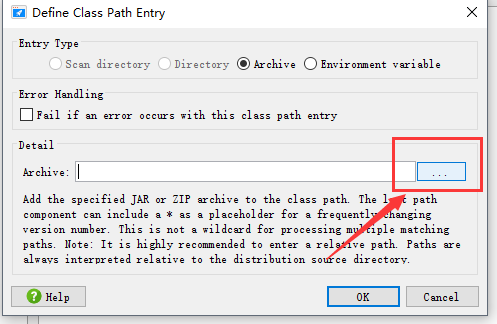 Define Class Path Entry
Entry Type
Scan directory Directory Archive Environment variable
Error Handling
Fail if an error occurs with this class path entry
Detail
Archive: ...
Add the specified JAR or ZIP archive to the class path. The last path
component can include a * as a placeholder for a frequently changing
version number. This is not a wildcard for processing multiple matching
paths. Note: It is highly recommended to enter a relative path. Paths are
always interpreted relative to the distribution source directory.
Help OK Cancel